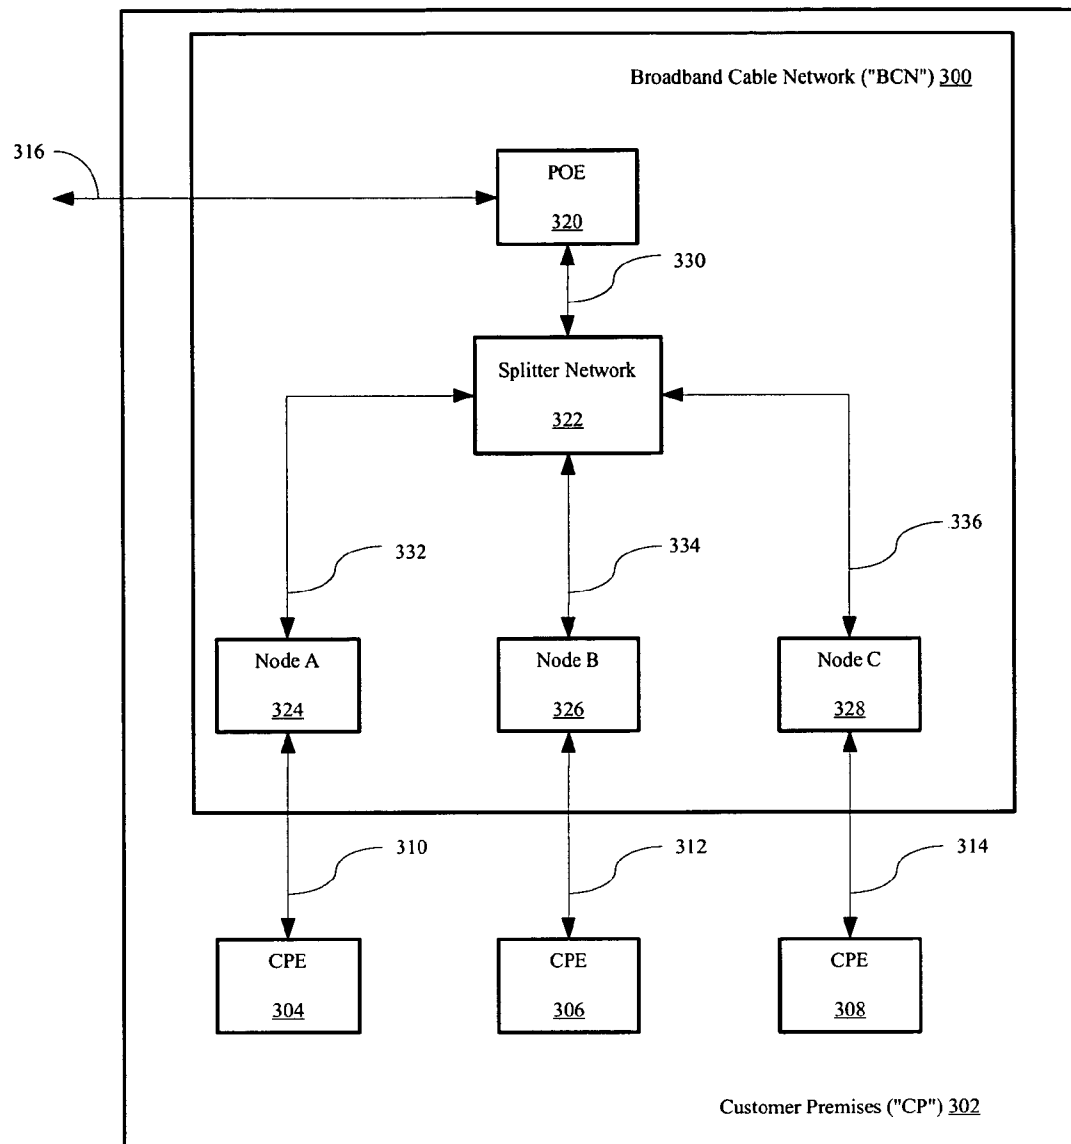 Broadband Cable Network ("BCN") 300
316
POE
320
330
Splitter Network
322
332
334
336
Node A
324
Node B
326
Node C
328
310
312
314
CPE
304
CPE
306
CPE
308
Customer Premises ("CP") 302